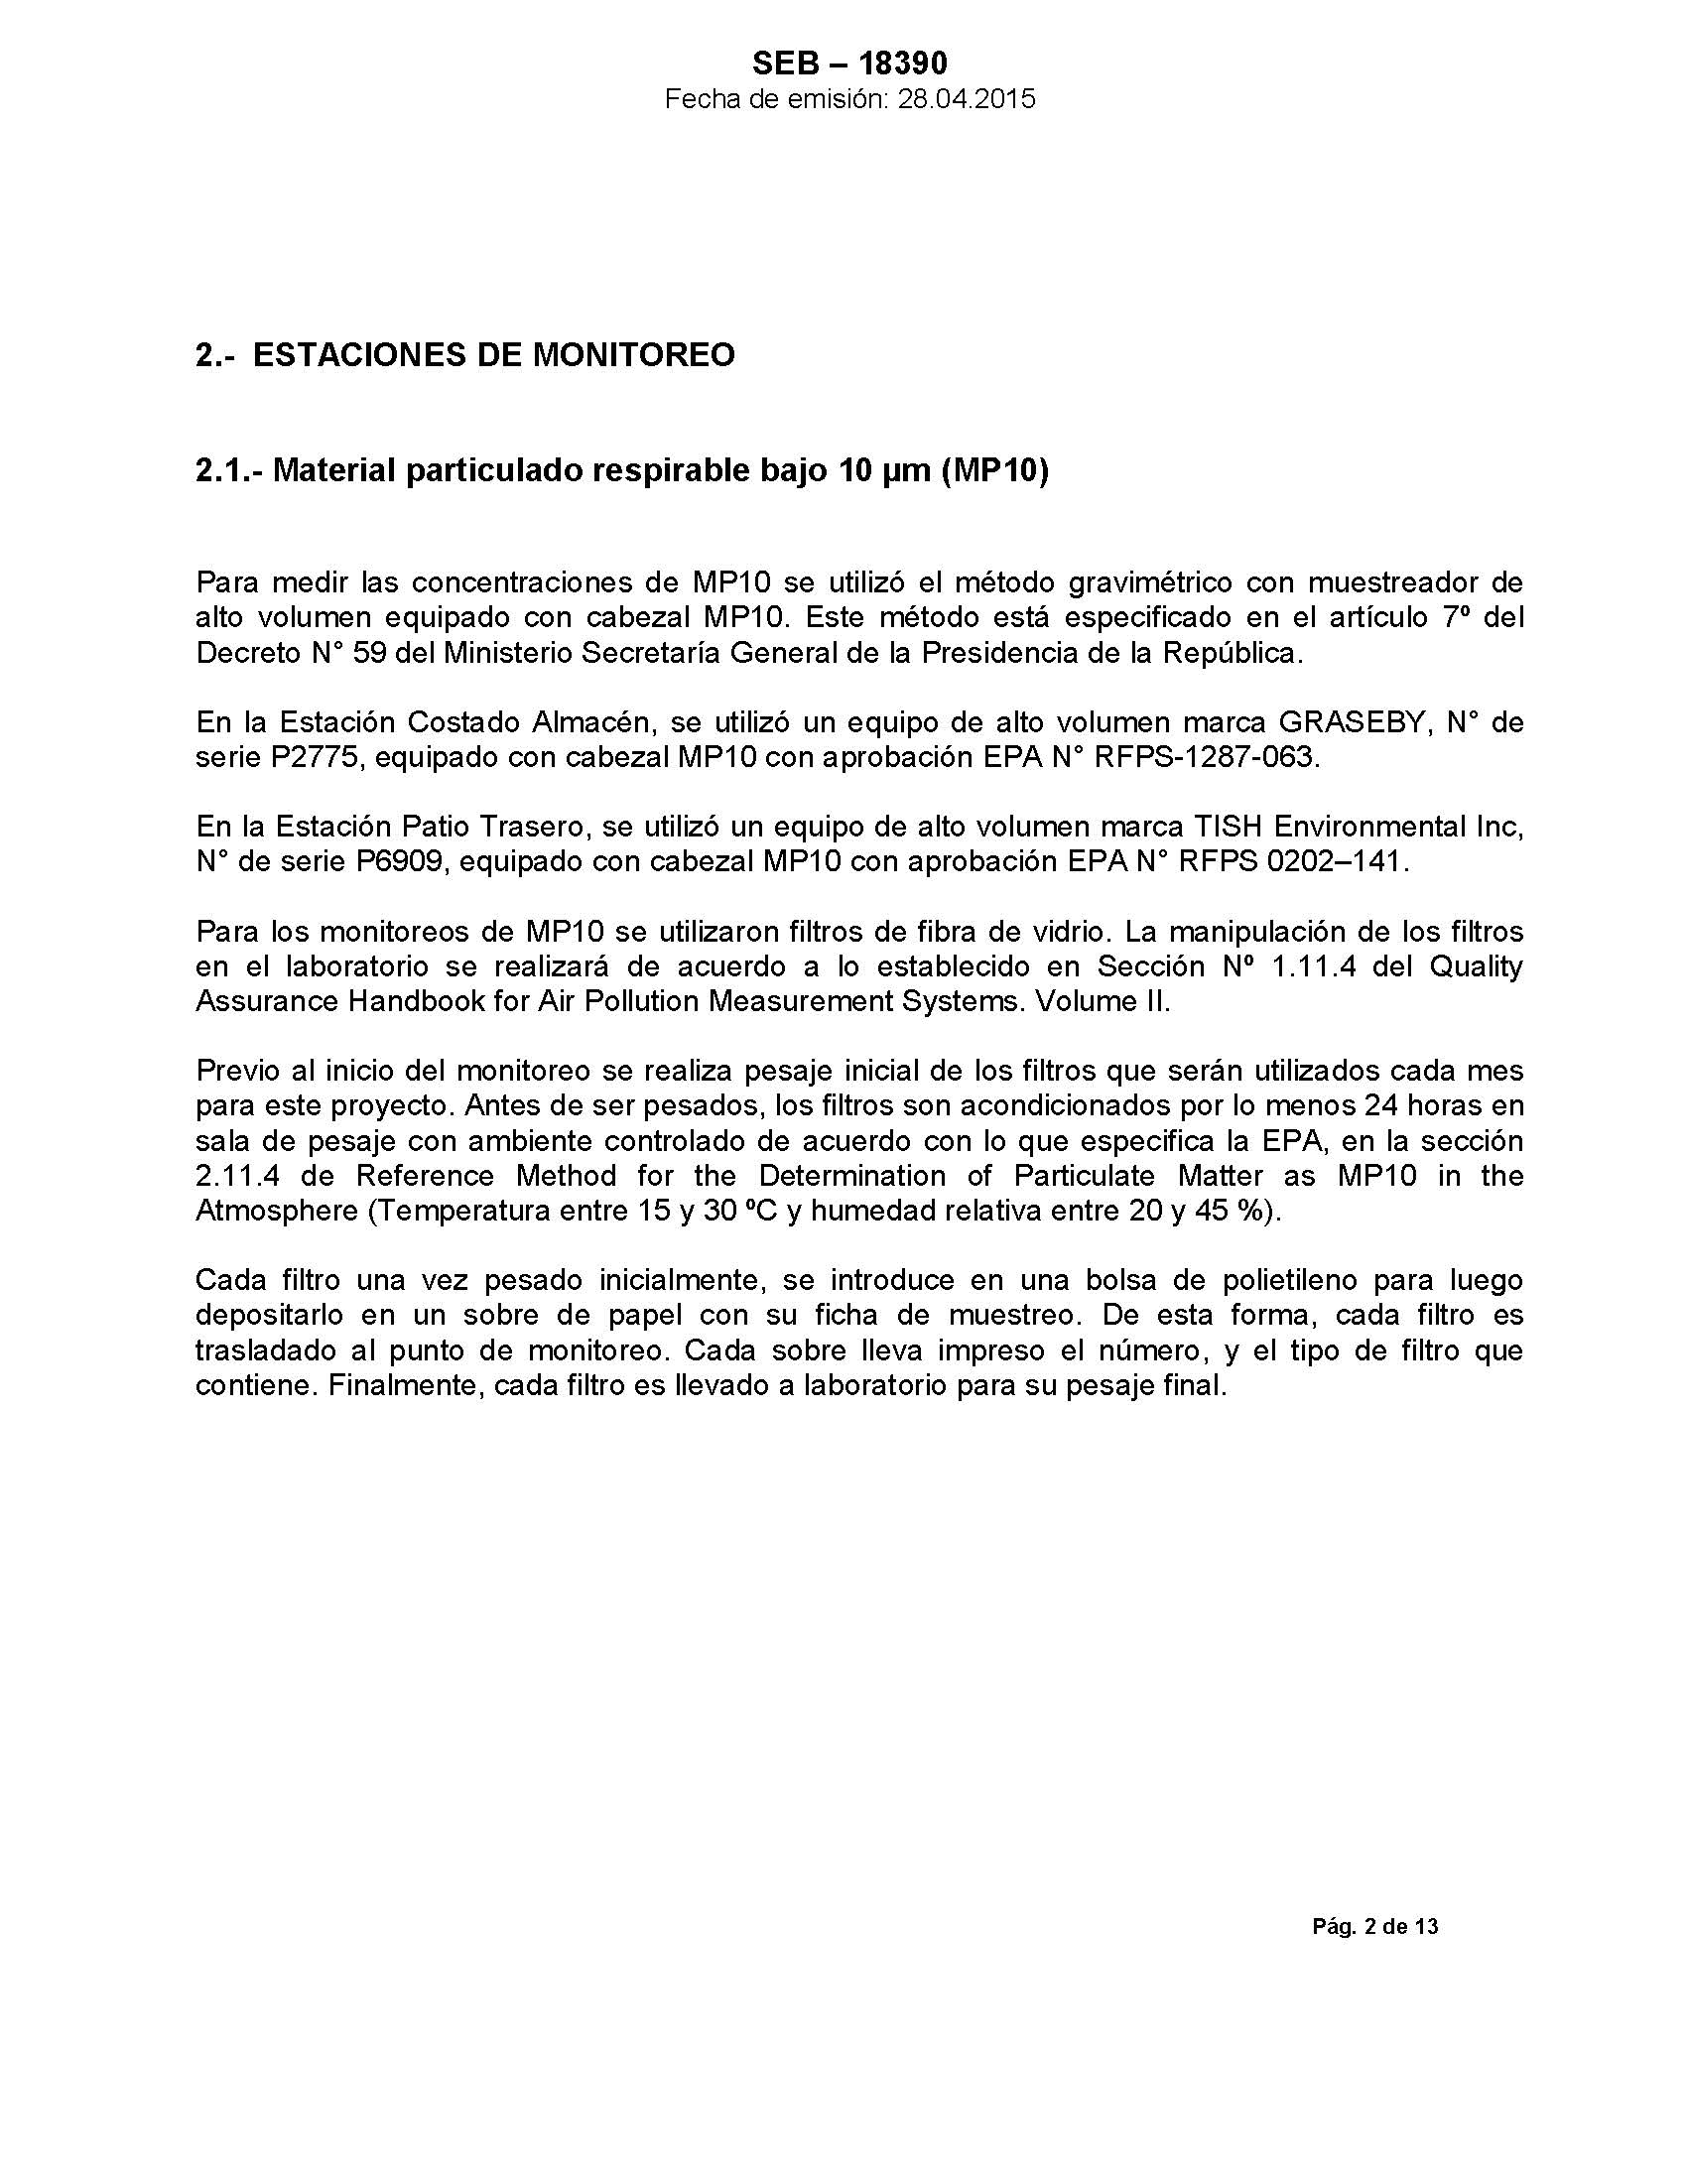 SEB – 18390
Fecha de emisión: 28.04.2015
2.- ESTACIONES DE MONITOREO
2.1.- Material particulado respirable bajo 10 µm (MP10)
Para medir las concentraciones de MP10 se utilizó el método gravimétrico con muestreador de
alto volumen equipado con cabezal MP10. Este método está especificado en el artículo 7º del
Decreto N° 59 del Ministerio Secretaría General de la Presidencia de la República.
En la Estación Costado Almacén, se utilizó un equipo de alto volumen marca GRASEBY, N° de
serie P2775, equipado con cabezal MP10 con aprobación EPA N° RFPS-1287-063.
En la Estación Patio Trasero, se utilizó un equipo de alto volumen marca TISH Environmental Inc,
N° de serie P6909, equipado con cabezal MP10 con aprobación EPA N° RFPS 0202–141.
Para los monitoreos de MP10 se utilizaron filtros de fibra de vidrio. La manipulación de los filtros
en el laboratorio se realizará de acuerdo a lo establecido en Sección Nº 1.11.4 del Quality
Assurance Handbook for Air Pollution Measurement Systems. Volume II.
Previo al inicio del monitoreo se realiza pesaje inicial de los filtros que serán utilizados cada mes
para este proyecto. Antes de ser pesados, los filtros son acondicionados por lo menos 24 horas en
sala de pesaje con ambiente controlado de acuerdo con lo que especifica la EPA, en la sección
2.11.4 de Reference Method for the Determination of Particulate Matter as MP10 in the
Atmosphere (Temperatura entre 15 y 30 ºC y humedad relativa entre 20 y 45 %).
Cada filtro una vez pesado inicialmente, se introduce en una bolsa de polietileno para luego
depositarlo en un sobre de papel con su ficha de muestreo. De esta forma, cada filtro es
trasladado al punto de monitoreo. Cada sobre lleva impreso el número, y el tipo de filtro que
contiene. Finalmente, cada filtro es llevado a laboratorio para su pesaje final.
Pág. 2 de 13